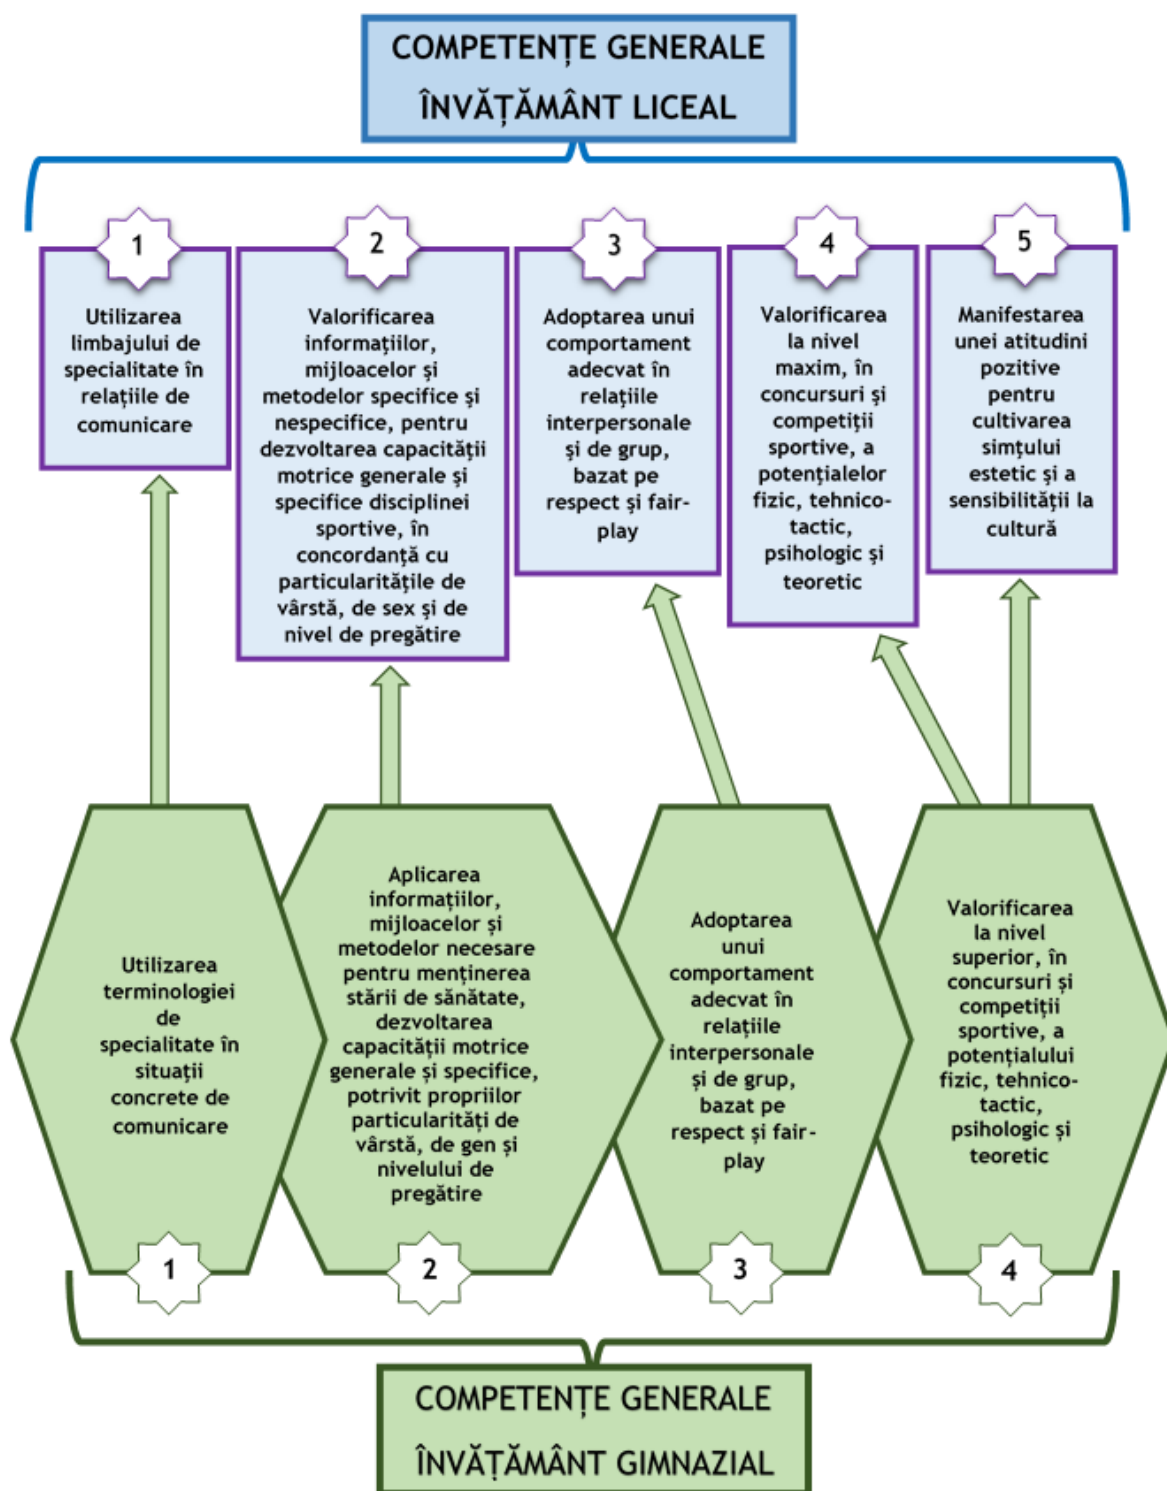 COMPETENȚE GENERALE
ÎNVĂȚĂMÂNT LICEAL
1
Utilizarea
limbajului de
specialitate în
relațiile de
comunicare
2
Valorificarea
informațiilor,
mijloacelor și
metodelor specifice și
nespecifice, pentru
dezvoltarea capacității
motrice generale și
specifice disciplinei
sportive, în
concordanță cu
particularitățile de
vârstă, de sex și de
nivel de pregătire
3
Adoptarea unui
comportament
adecvat în
relațiile
interpersonale
și de grup,
bazat pe
respect și fair-
play
4
Valorificarea
la nivel
maxim, în
concursuri și
competiții
sportive, a
potențialelor
fizic, tehnico-
tactic,
psihologic și
teoretic
5
Manifestarea
unei atitudini
pozitive
pentru
cultivarea
simțului
estetic și a
sensibilității la
cultură
Utilizarea
terminologiei
de
specialitate în
situații
concrete de
comunicare
1
Aplicarea
informațiilor,
mijloacelor și
metodelor necesare
pentru menținerea
stării de sănătate,
dezvoltarea
capacității motrice
generale și specifice,
potrivit propriilor
particularități de
vârstă, de gen și
nivelului de
pregătire
2
Adoptarea
unui
comportament
adecvat în
relațiile
interpersonale
și de grup,
bazat pe
respect și fair-
play
3
Valorificarea
la nivel
superior, în
concursuri și
competiții
sportive, a
potențialului
fizic, tehnico-
tactic,
psihologic și
teoretic
4
COMPETENȚE GENERALE
ÎNVĂȚĂMÂNT GIMNAZIAL